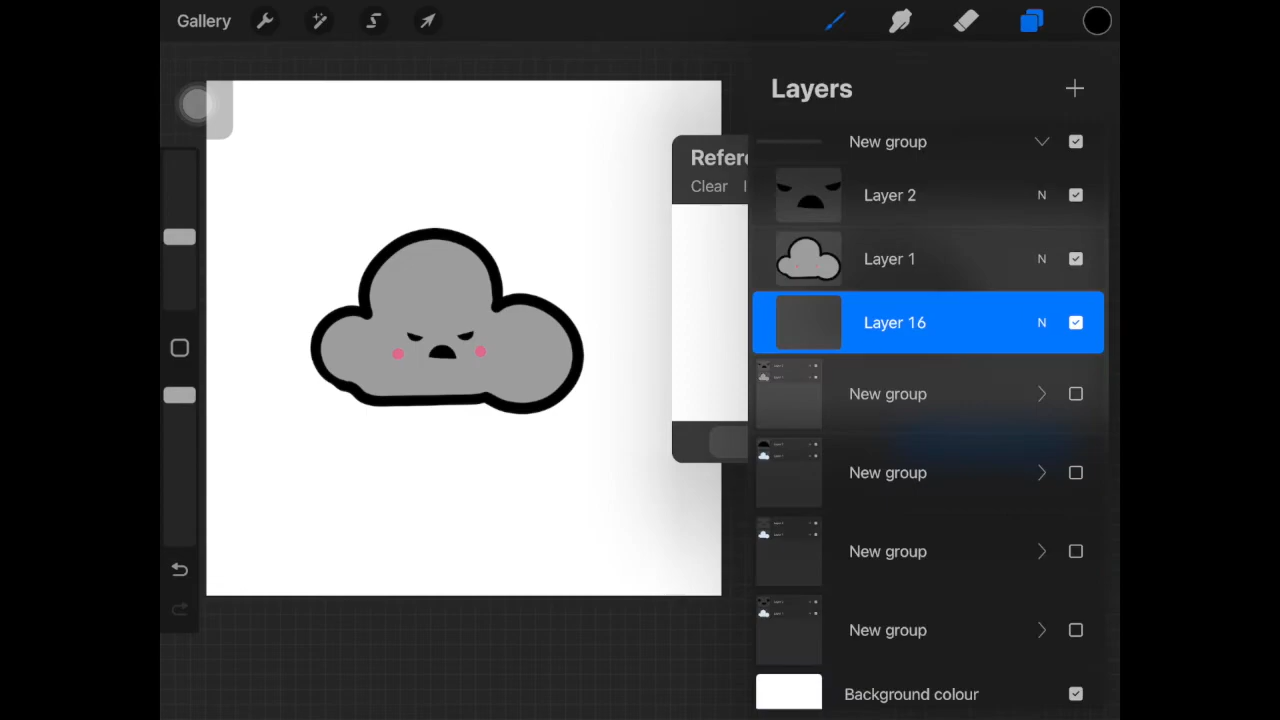 Gallery
Layers
New group
Refere
Clear
Layer 2 N
Layer 1 N
Layer 16 N
New group
New group
New group
New group
Background colour